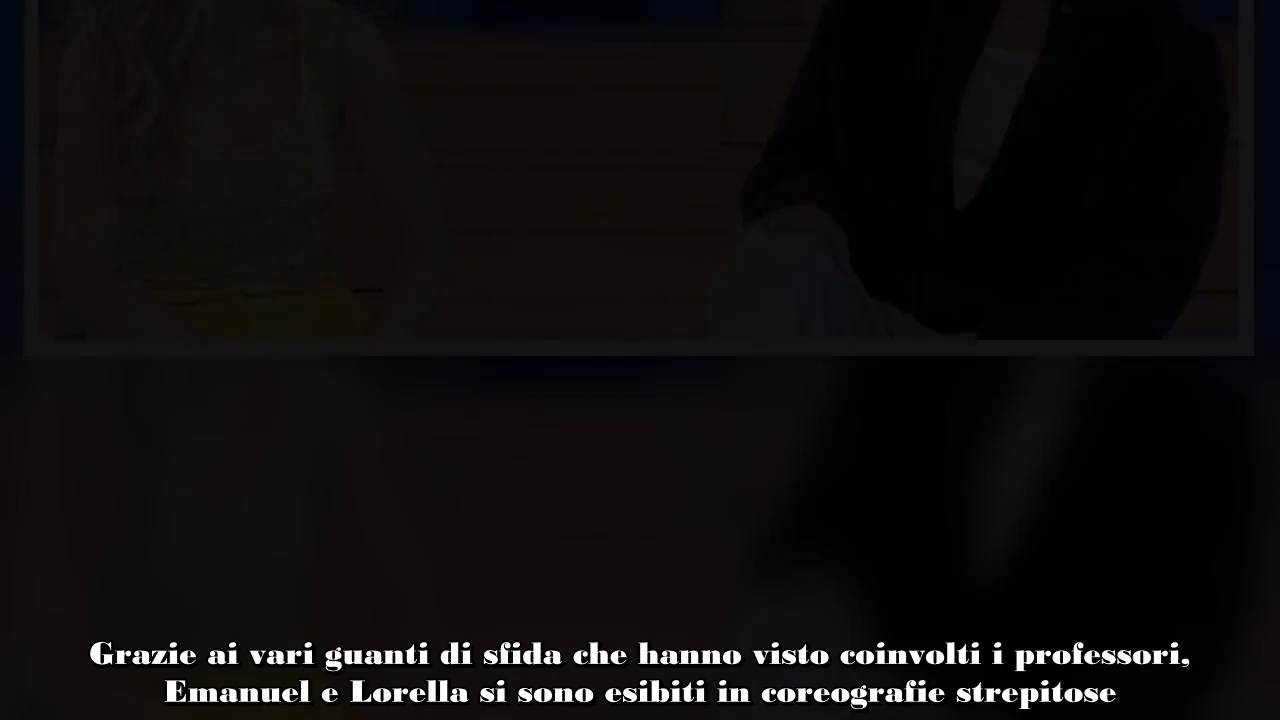 Grazie ai vari guanti di sfida che hanno visto coinvolti i professori,
Emanuel e Lorella si sono esibiti in coreografie strepitose